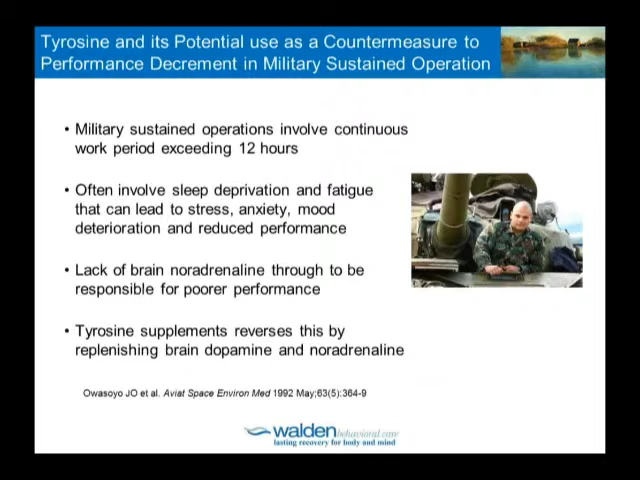 Tyrosine and its Potential use as a Countermeasure to
Performance Decrement in Military Sustained Operation
• Military sustained operations involve continuous
work period exceeding 12 hours
• Often involve sleep deprivation and fatigue
that can lead to stress, anxiety, mood
deterioration and reduced performance
• Lack of brain noradrenaline through to be
responsible for poorer performance
• Tyrosine supplements reverses this by
replenishing brain dopamine and noradrenaline
Owasoyo JO et al. Aviat Space Environ Med 1992 May;63(5):364-9
walden behavioral care
lasting recovery for body and mind